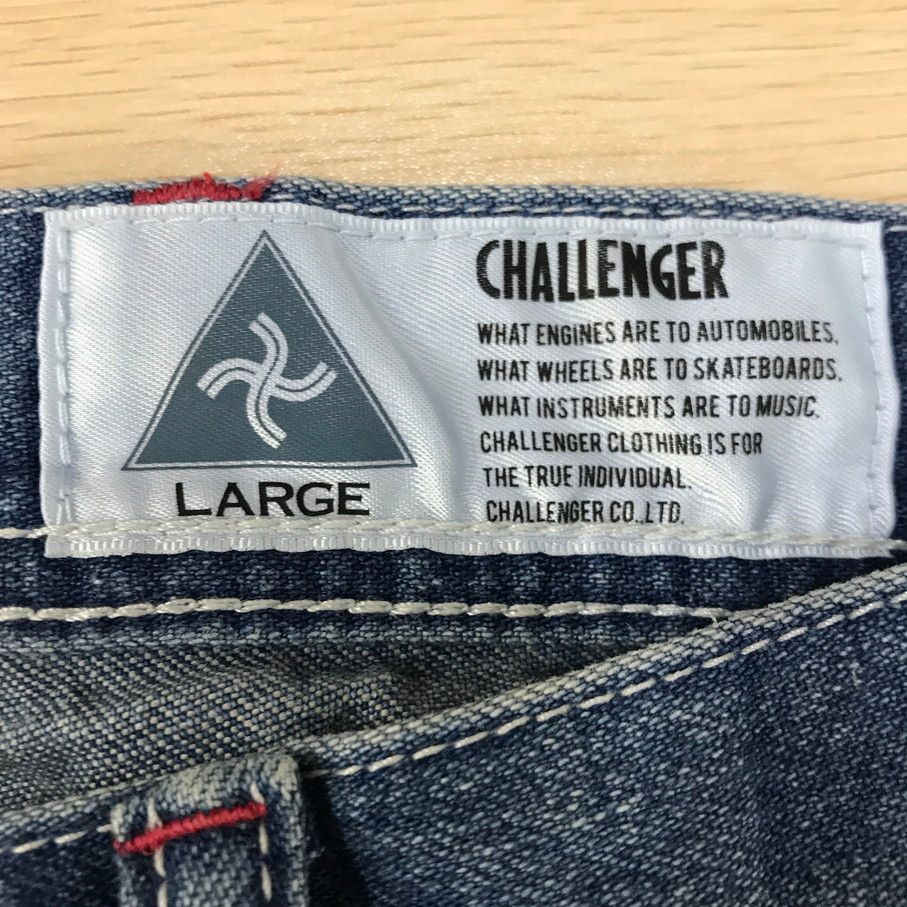 LARGE
CHALLENGER
WHAT ENGINES ARE TO AUTOMOBILES.
WHAT WHEELS ARE TO SKATEBOARDS.
WHAT INSTRUMENTS ARE TO MUSIC.
CHALLENGER CLOTHING IS FOR
THE TRUE INDIVIDUAL.
CHALLENGER CO.,LTD.